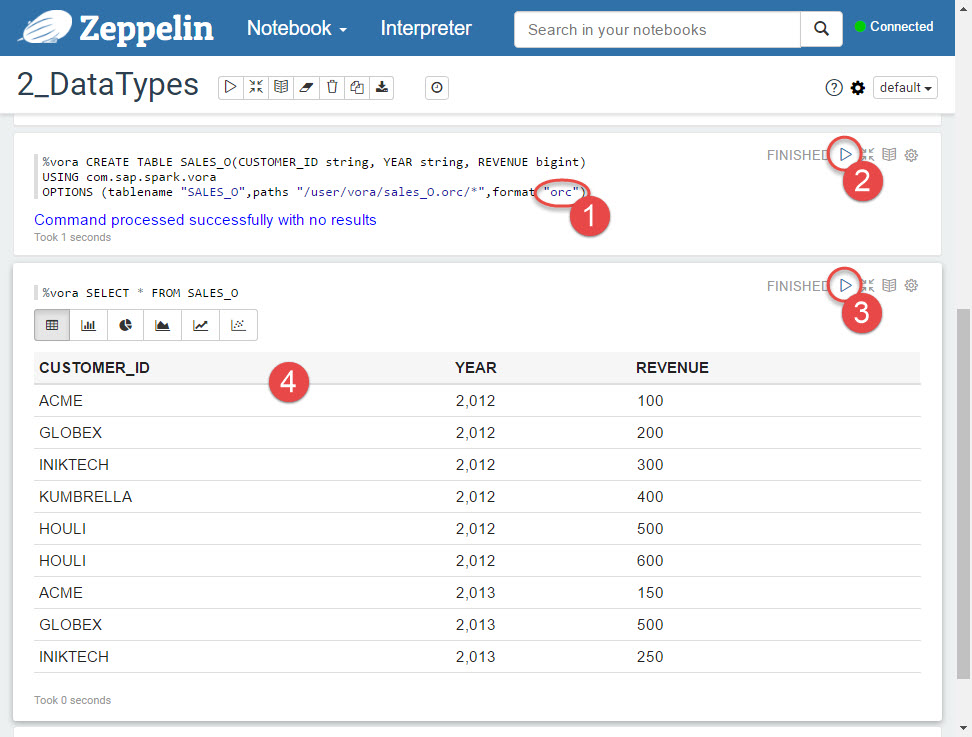 Zeppelin Notebook Interpreter Search in your notebooks Connected
2_DataTypes default
%vora CREATE TABLE SALES_O(CUSTOMER_ID string, YEAR string, REVENUE bigint) FINISHED
USING com.sap.spark.vora 2
OPTIONS (tablename "SALES_O",paths "/user/vora/sales_O.orc/*",format "orc")
1
Command processed successfully with no results
Took 1 seconds
%vora SELECT * FROM SALES_O FINISHED
3
CUSTOMER_ID YEAR REVENUE
4
ACME 2,012 100
GLOBEX 2,012 200
INIKTECH 2,012 300
KUMBRELLA 2,012 400
HOULI 2,012 500
HOULI 2,012 600
ACME 2,013 150
GLOBEX 2,013 500
INIKTECH 2,013 250
Took 0 seconds